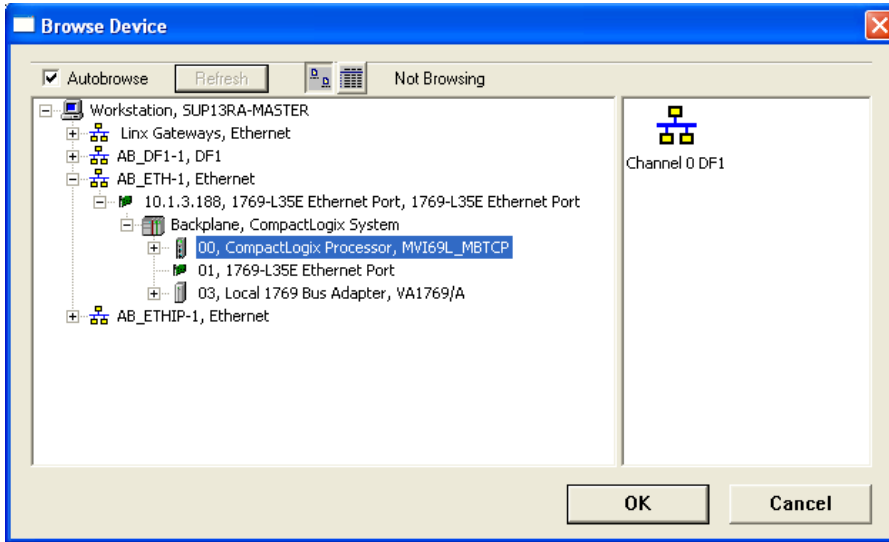 Browse Device
Autobrowse Refresh Not Browsing
Workstation, SUP13RA-MASTER
Linx Gateways, Ethernet
AB_DF1-1, DF1
AB_ETH-1, Ethernet
10.1.3.188, 1769-L35E Ethernet Port, 1769-L35E Ethernet Port
Backplane, CompactLogix System
00, CompactLogix Processor, MVI69L_MBTCP
01, 1769-L35E Ethernet Port
03, Local 1769 Bus Adapter, VA1769/A
AB_ETHIP-1, Ethernet
Channel 0 DF1
OK Cancel